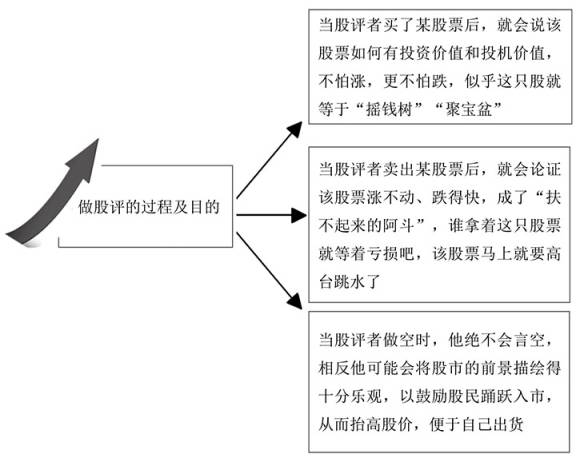 当股评者买了某股票后，就会说该
股票如何有投资价值和投机价值，
不怕涨，更不怕跌，似乎这只股就
等于“摇钱树”“聚宝盆”
做股评的过程及目的
当股评者卖出某股票后，就会论证
该股票涨不动、跌得快，成了“扶
不起来的阿斗”，谁拿着这只股票
就等着亏损吧，该股票马上就要高
台跳水了
当股评者做空时，他绝不会言空，
相反他可能会将股市的前景描绘得
十分乐观，以鼓励股民踊跃入市，
从而抬高股价，便于自己出货